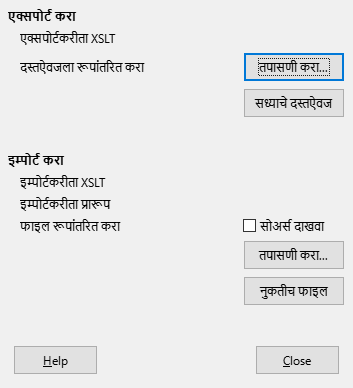 एक्सपोर्ट करा
एक्सपोर्टकरीता XSLT
दस्तऐवजला रूपांतरित करा
तपासणी करा...
सध्याचे दस्तऐवज
इम्पोर्ट करा
इम्पोर्टकरीता XSLT
इम्पोर्टकरीता प्रारूप
फाइल रूपांतरित करा
सोअर्स दाखवा
तपासणी करा...
नुकतीच फाइल
Help
Close